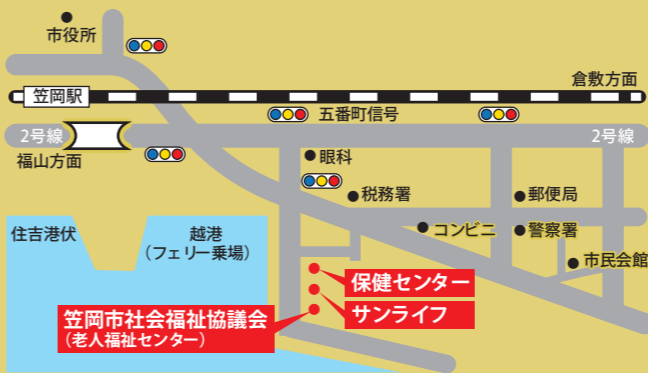 市役所
倉敷方面
笠岡駅
五番町信号
2号線
2号線
福山方面
眼科
税務署
郵便局
コンビニ
警察署
住吉港伏
越港
（フェリー乗場）
市民会館
保健センター
サンライフ
笠岡市社会福祉協議会
（老人福祉センター）